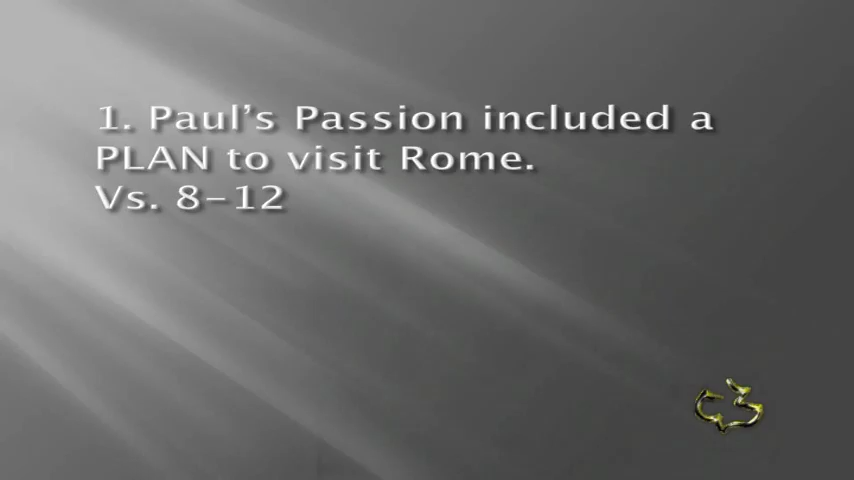 1. Paul’s Passion included a
PLAN to visit Rome.
Vs. 8-12